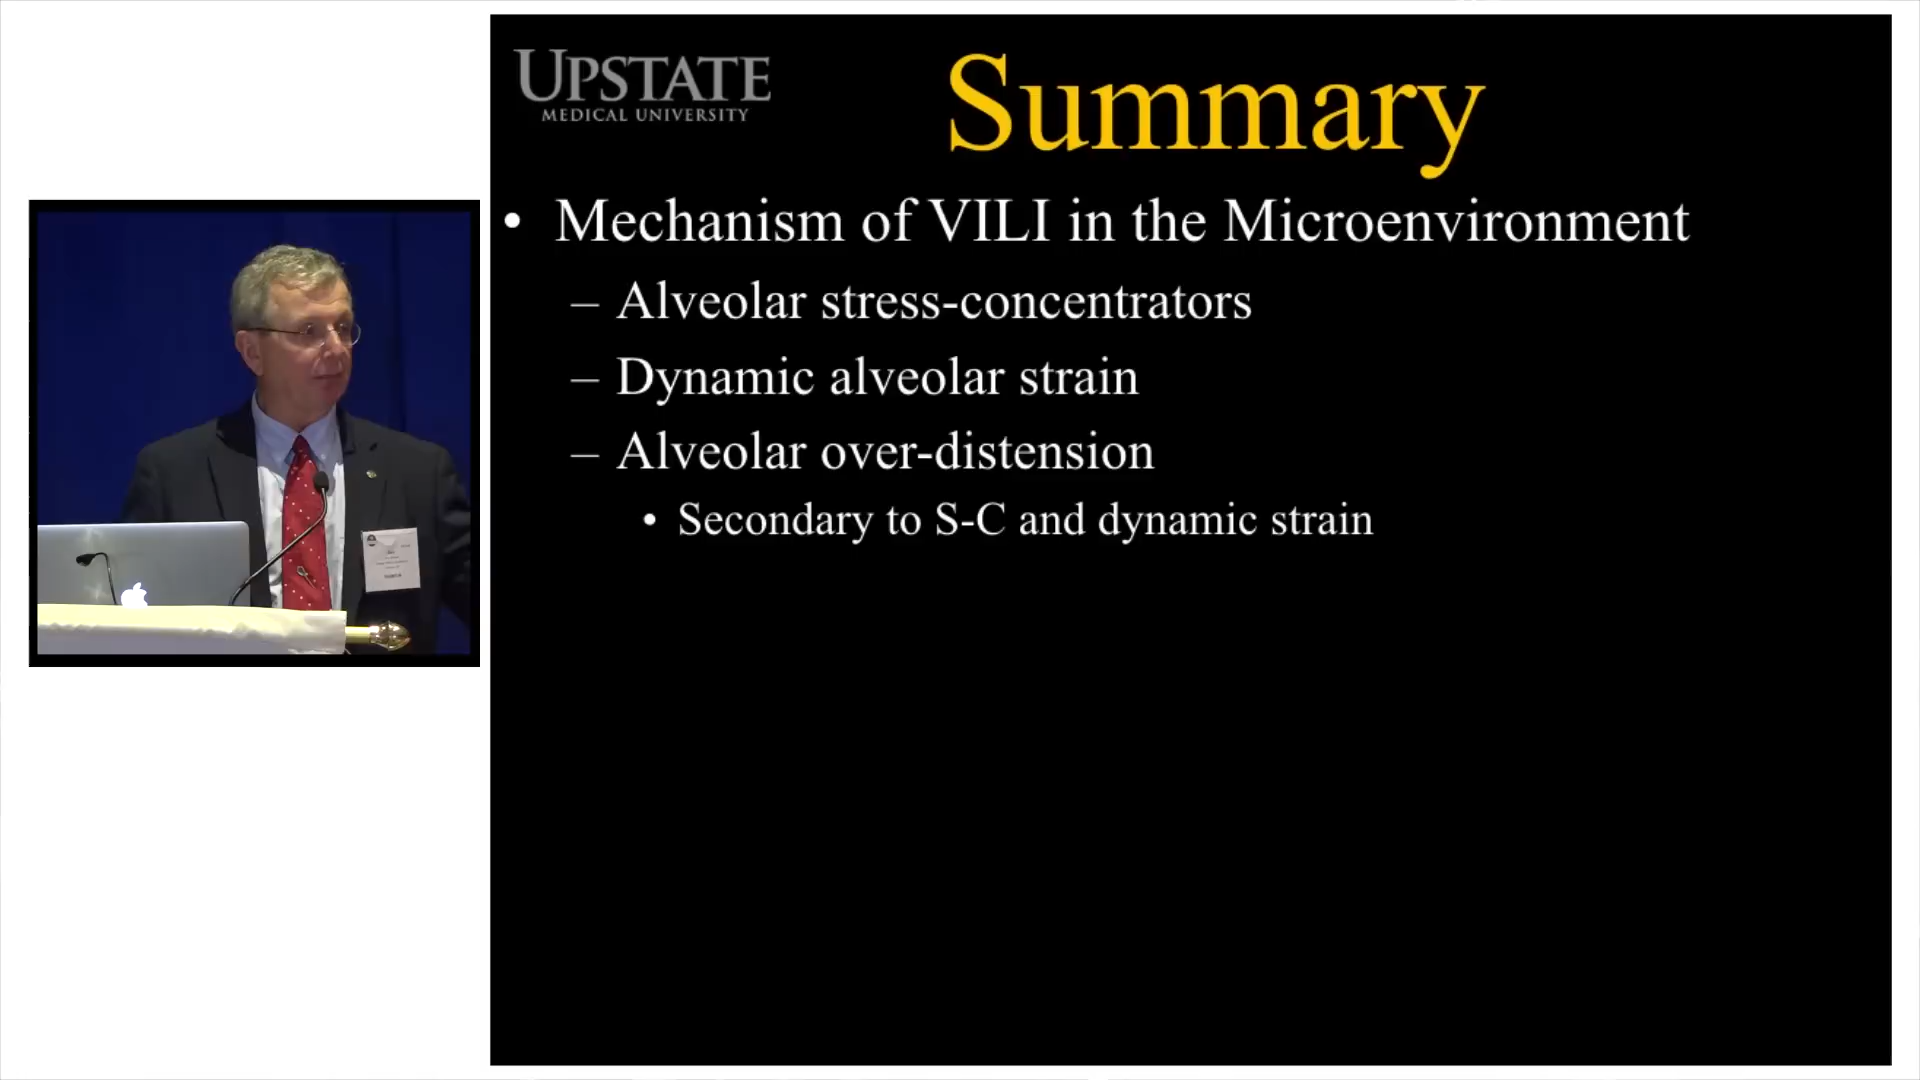 UPSTATE
MEDICAL UNIVERSITY
Summary
• Mechanism of VILI in the Microenvironment
– Alveolar stress-concentrators
– Dynamic alveolar strain
– Alveolar over-distension
• Secondary to S-C and dynamic strain